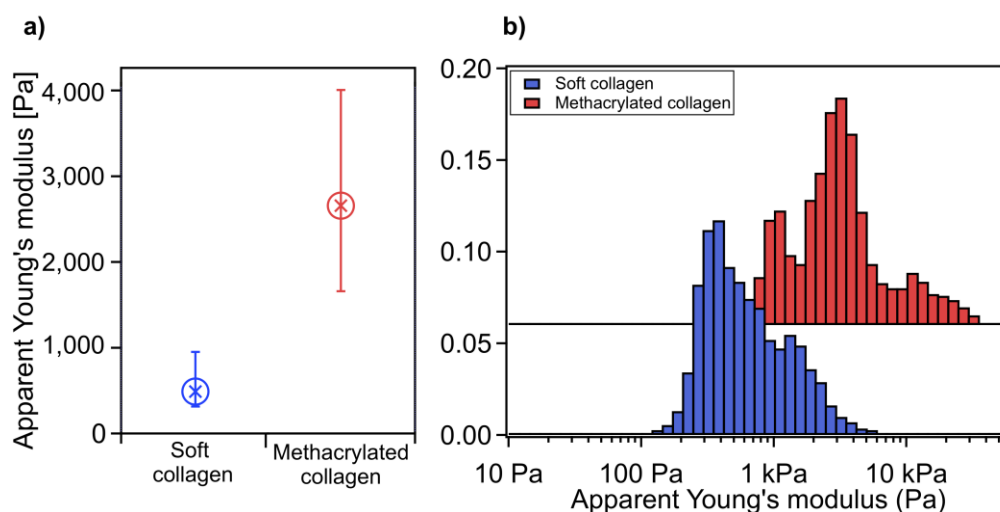 a)
Apparent Young's modulus [Pa]
4,000
3,000
2,000
1,000
0
Soft
collagen
Methacrylated
collagen
b)
Soft collagen
Methacrylated collagen
0.20
0.15
0.10
0.05
0.00
10 Pa
100 Pa
1 kPa
10 kPa
Apparent Young's modulus (Pa)